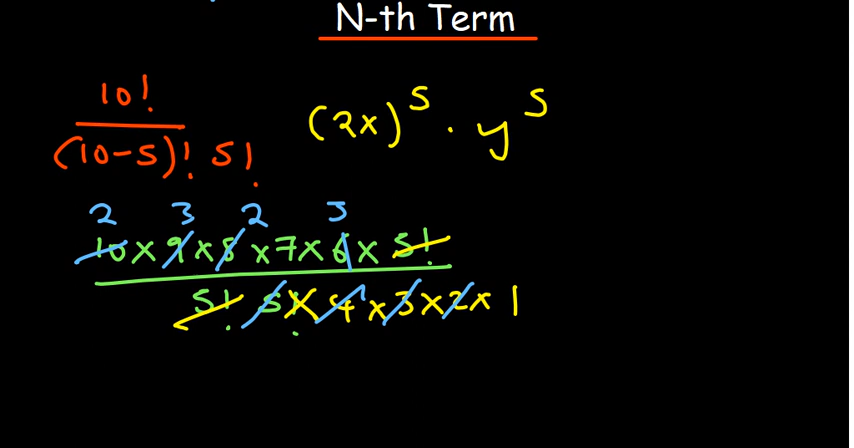 N-th Term
10! (2x)⁵ · y⁵
(10-5)! 5!
2 3 2 3
10 x 9 x 8 x 7 x 6 x 5!
5! 5! x 4 x 3 x 2 x 1